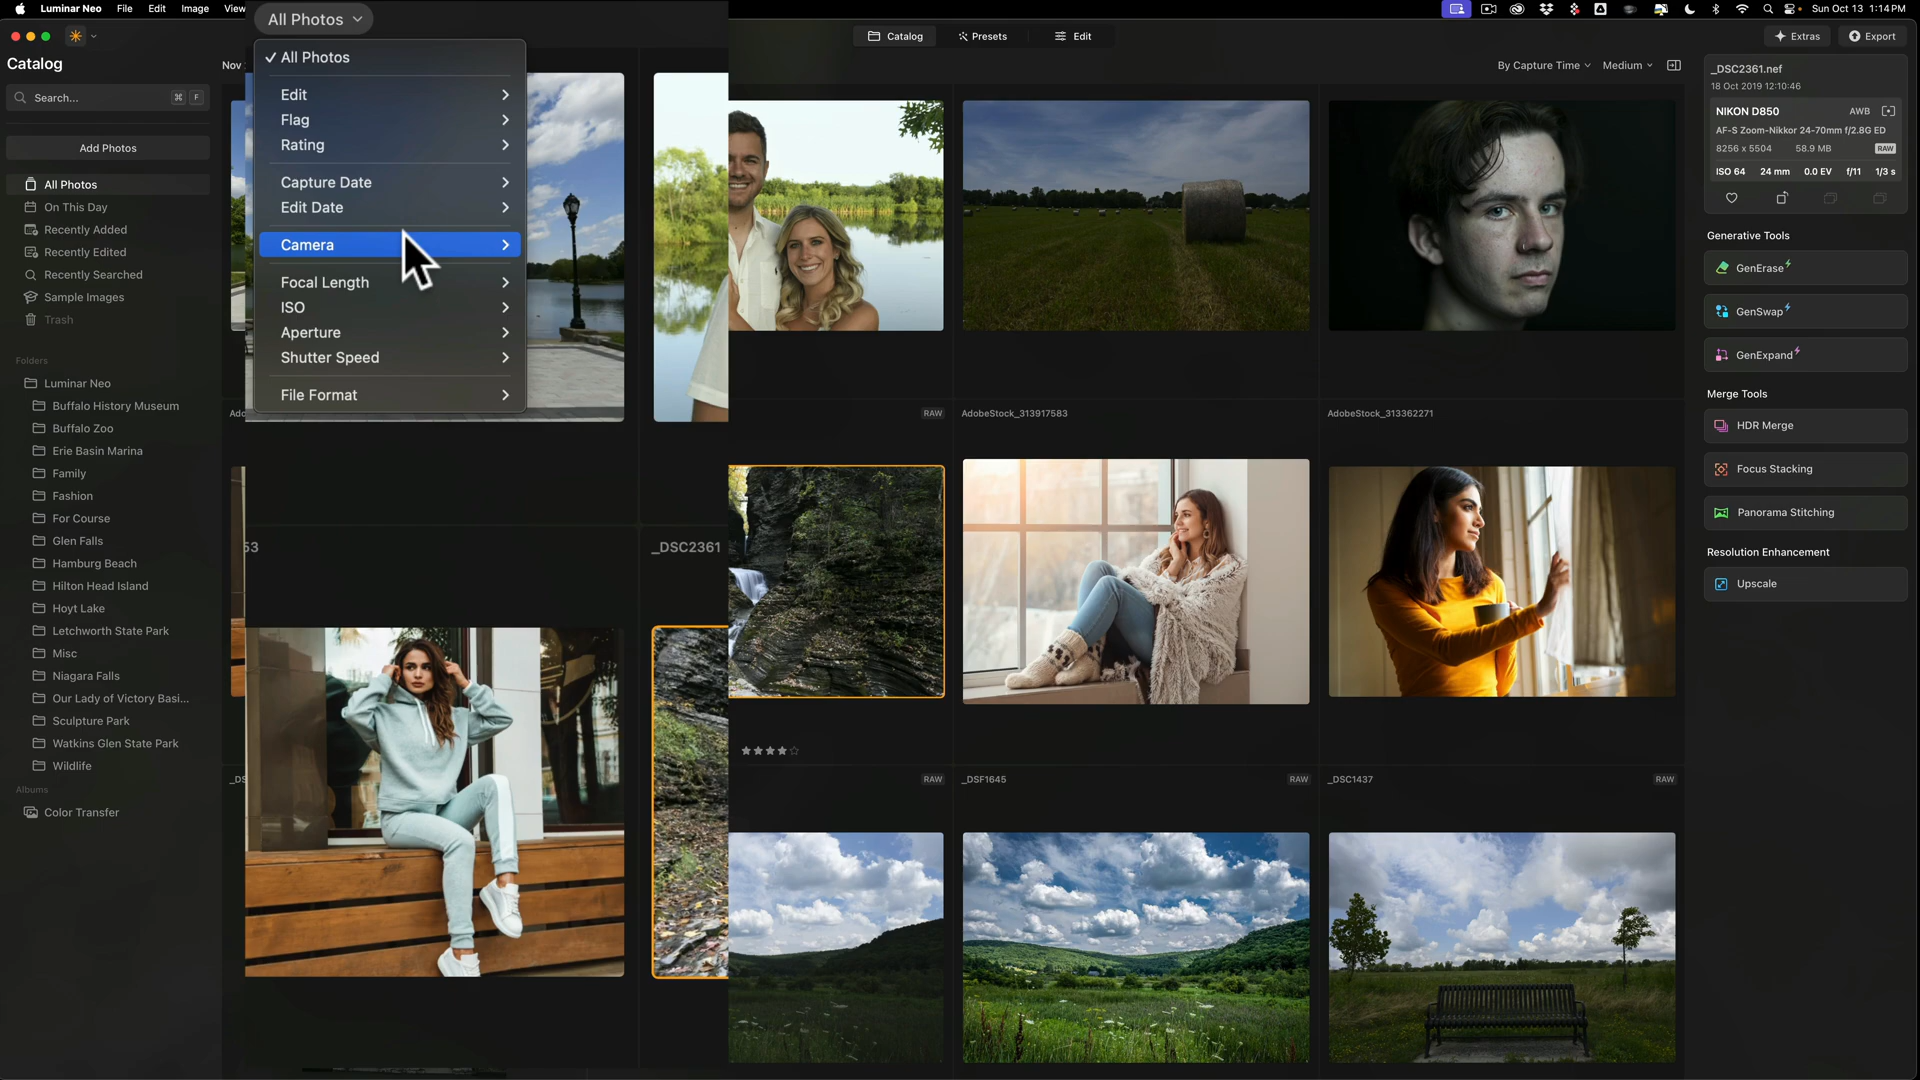 Luminar Neo File Edit Image View
Sun Oct 13 1:14 PM
Catalog Presets Edit
Extras Export
Catalog
Search... ⌘ F
Add Photos
All Photos
On This Day
Recently Added
Recently Edited
Recently Searched
Sample Images
Trash
Folders
Luminar Neo
Buffalo History Museum
Buffalo Zoo
Erie Basin Marina
Family
Fashion
For Course
Glen Falls
Hamburg Beach
Hilton Head Island
Hoyt Lake
Letchworth State Park
Misc
Niagara Falls
Our Lady of Victory Basi...
Sculpture Park
Watkins Glen State Park
Wildlife
Albums
Color Transfer
Nov
All Photos
✓ All Photos
Edit
Flag
Rating
Capture Date
Edit Date
Camera
Focal Length
ISO
Aperture
Shutter Speed
File Format
By Capture Time Medium
Ado
RAW
AdobeStock_313917583
AdobeStock_313362271
53
_DSC2361
_DS
RAW
_DSF1645
RAW
_DSC1437
RAW
_DSC2361.nef
18 Oct 2019 12:10:46
NIKON D850 AWB
AF-S Zoom-Nikkor 24-70mm f/2.8G ED
8256 x 5504 58.9 MB RAW
ISO 64 24 mm 0.0 EV f/11 1/3 s
Generative Tools
GenErase
GenSwap
GenExpand
Merge Tools
HDR Merge
Focus Stacking
Panorama Stitching
Resolution Enhancement
Upscale